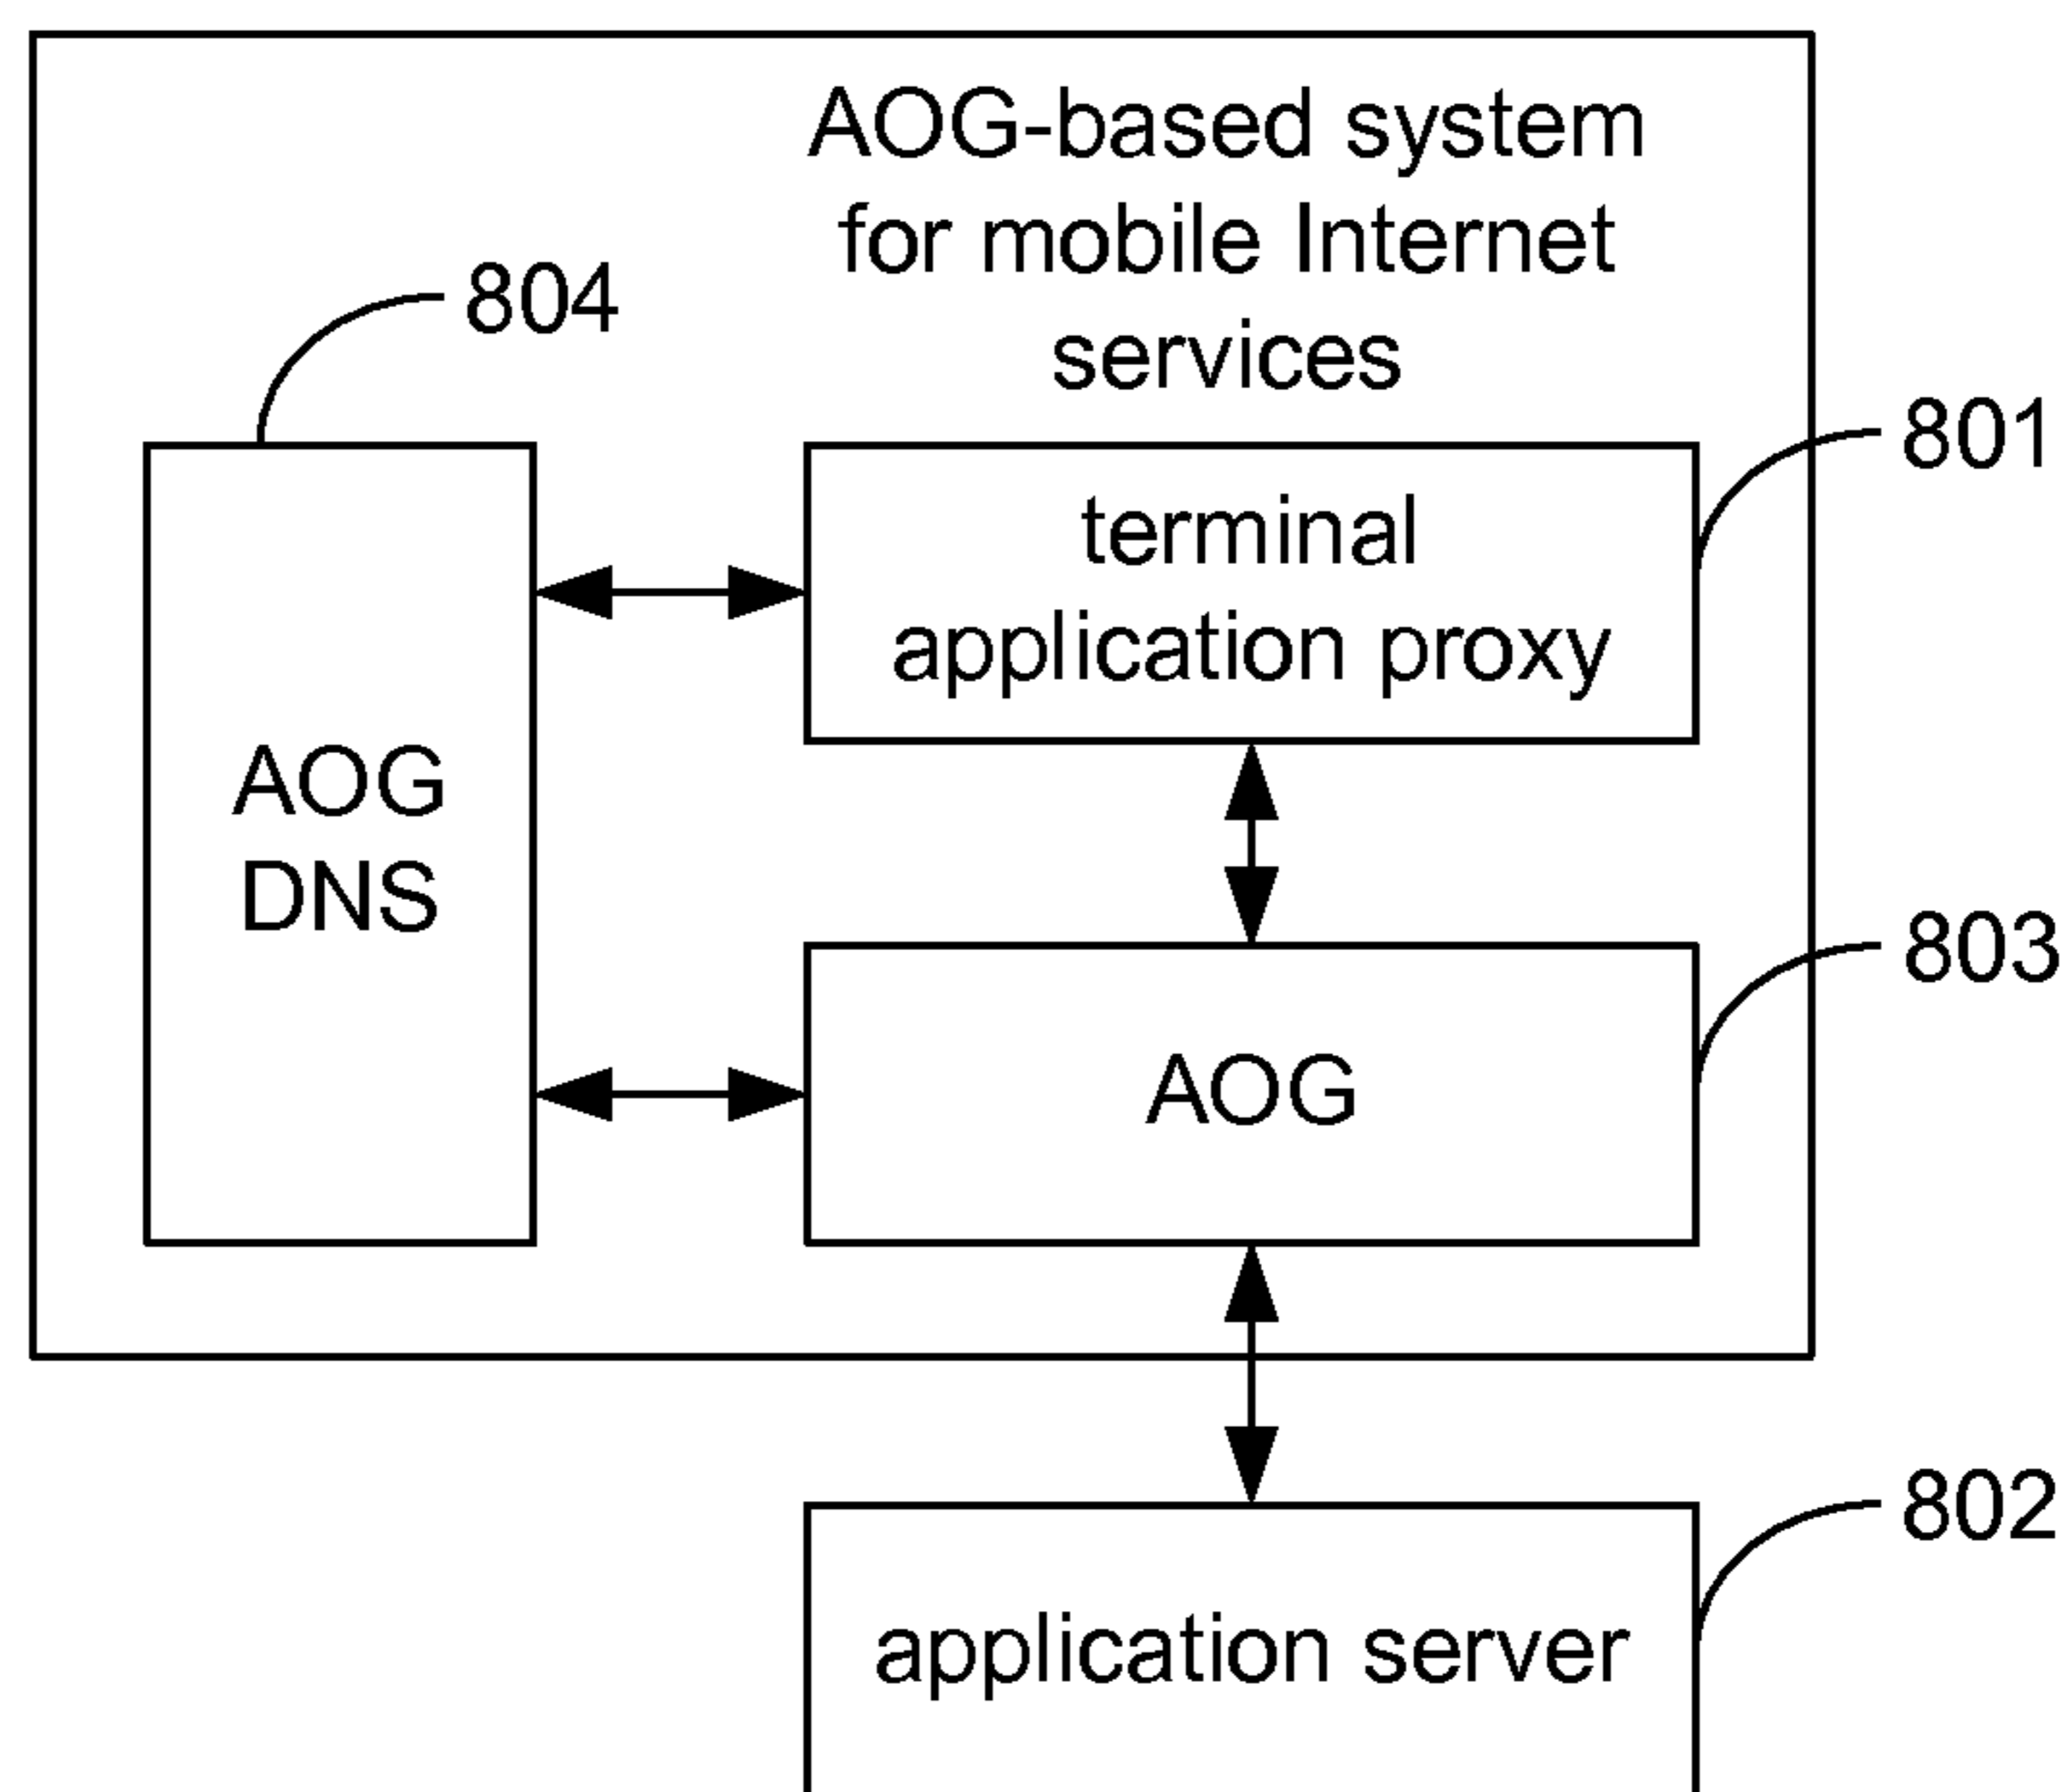 AOG-based system
for mobile Internet
services
804
801
terminal
application proxy
AOG
DNS
803
AOG
802
application server